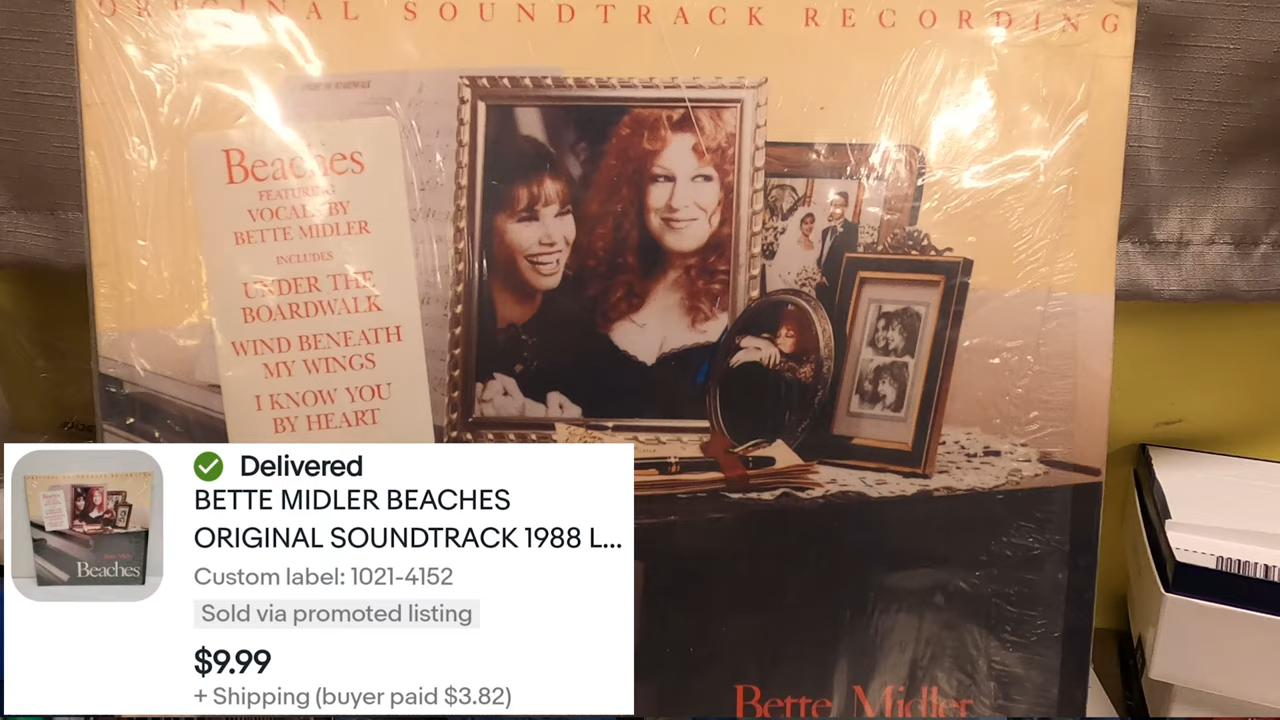 ORIGINAL SOUNDTRACK RECORDING
Beaches
FEATURING
VOCALS BY
BETTE MIDLER
INCLUDES
UNDER THE
BOARDWALK
WIND BENEATH
MY WINGS
I KNOW YOU
BY HEART
Bette Midler
Delivered
BETTE MIDLER BEACHES
ORIGINAL SOUNDTRACK 1988 L...
Custom label: 1021-4152
Sold via promoted listing
$9.99
+ Shipping (buyer paid $3.82)
Beaches